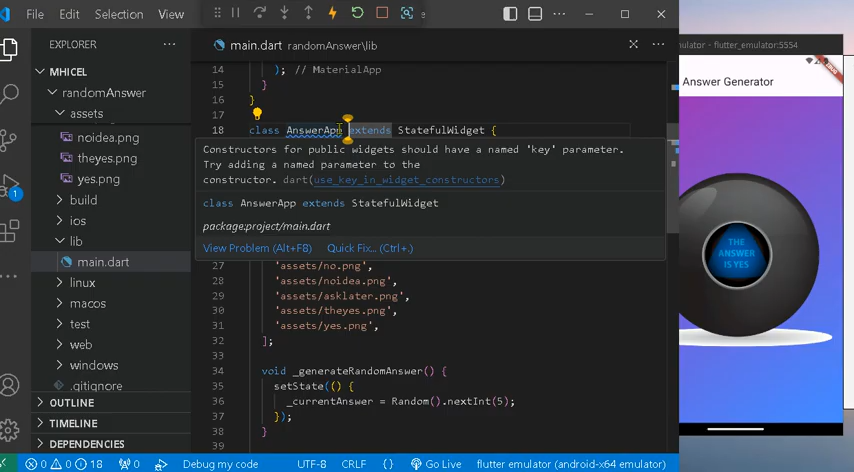 File Edit Selection View
EXPLORER
MHICEL
randomAnswer
assets
noidea.png
theyes.png
yes.png
build
ios
lib
main.dart
linux
macos
test
web
windows
.gitignore
OUTLINE
TIMELINE
DEPENDENCIES
1
main.dart randomAnswer\lib
14 ); // MaterialApp
15 }
16 }
17
18 class AnswerApp extends StatefulWidget {
Constructors for public widgets should have a named 'key' parameter.
Try adding a named parameter to the
constructor. dart(use_key_in_widget_constructors)
class AnswerApp extends StatefulWidget
package:project/main.dart
View Problem (Alt+F8) Quick Fix... (Ctrl+.)
27 'assets/no.png',
28 'assets/noidea.png',
29 'assets/asklater.png',
30 'assets/theyes.png',
31 'assets/yes.png',
32 ];
33
34 void _generateRandomAnswer() {
35 setState(() {
36 _currentAnswer = Random().nextInt(5);
37 });
38 }
39
0 0 18 0 Debug my code UTF-8 CRLF {} Go Live flutter emulator (android-x64 emulator)
- flutter_emulator:5554
Answer Generator
THE
ANSWER
IS YES